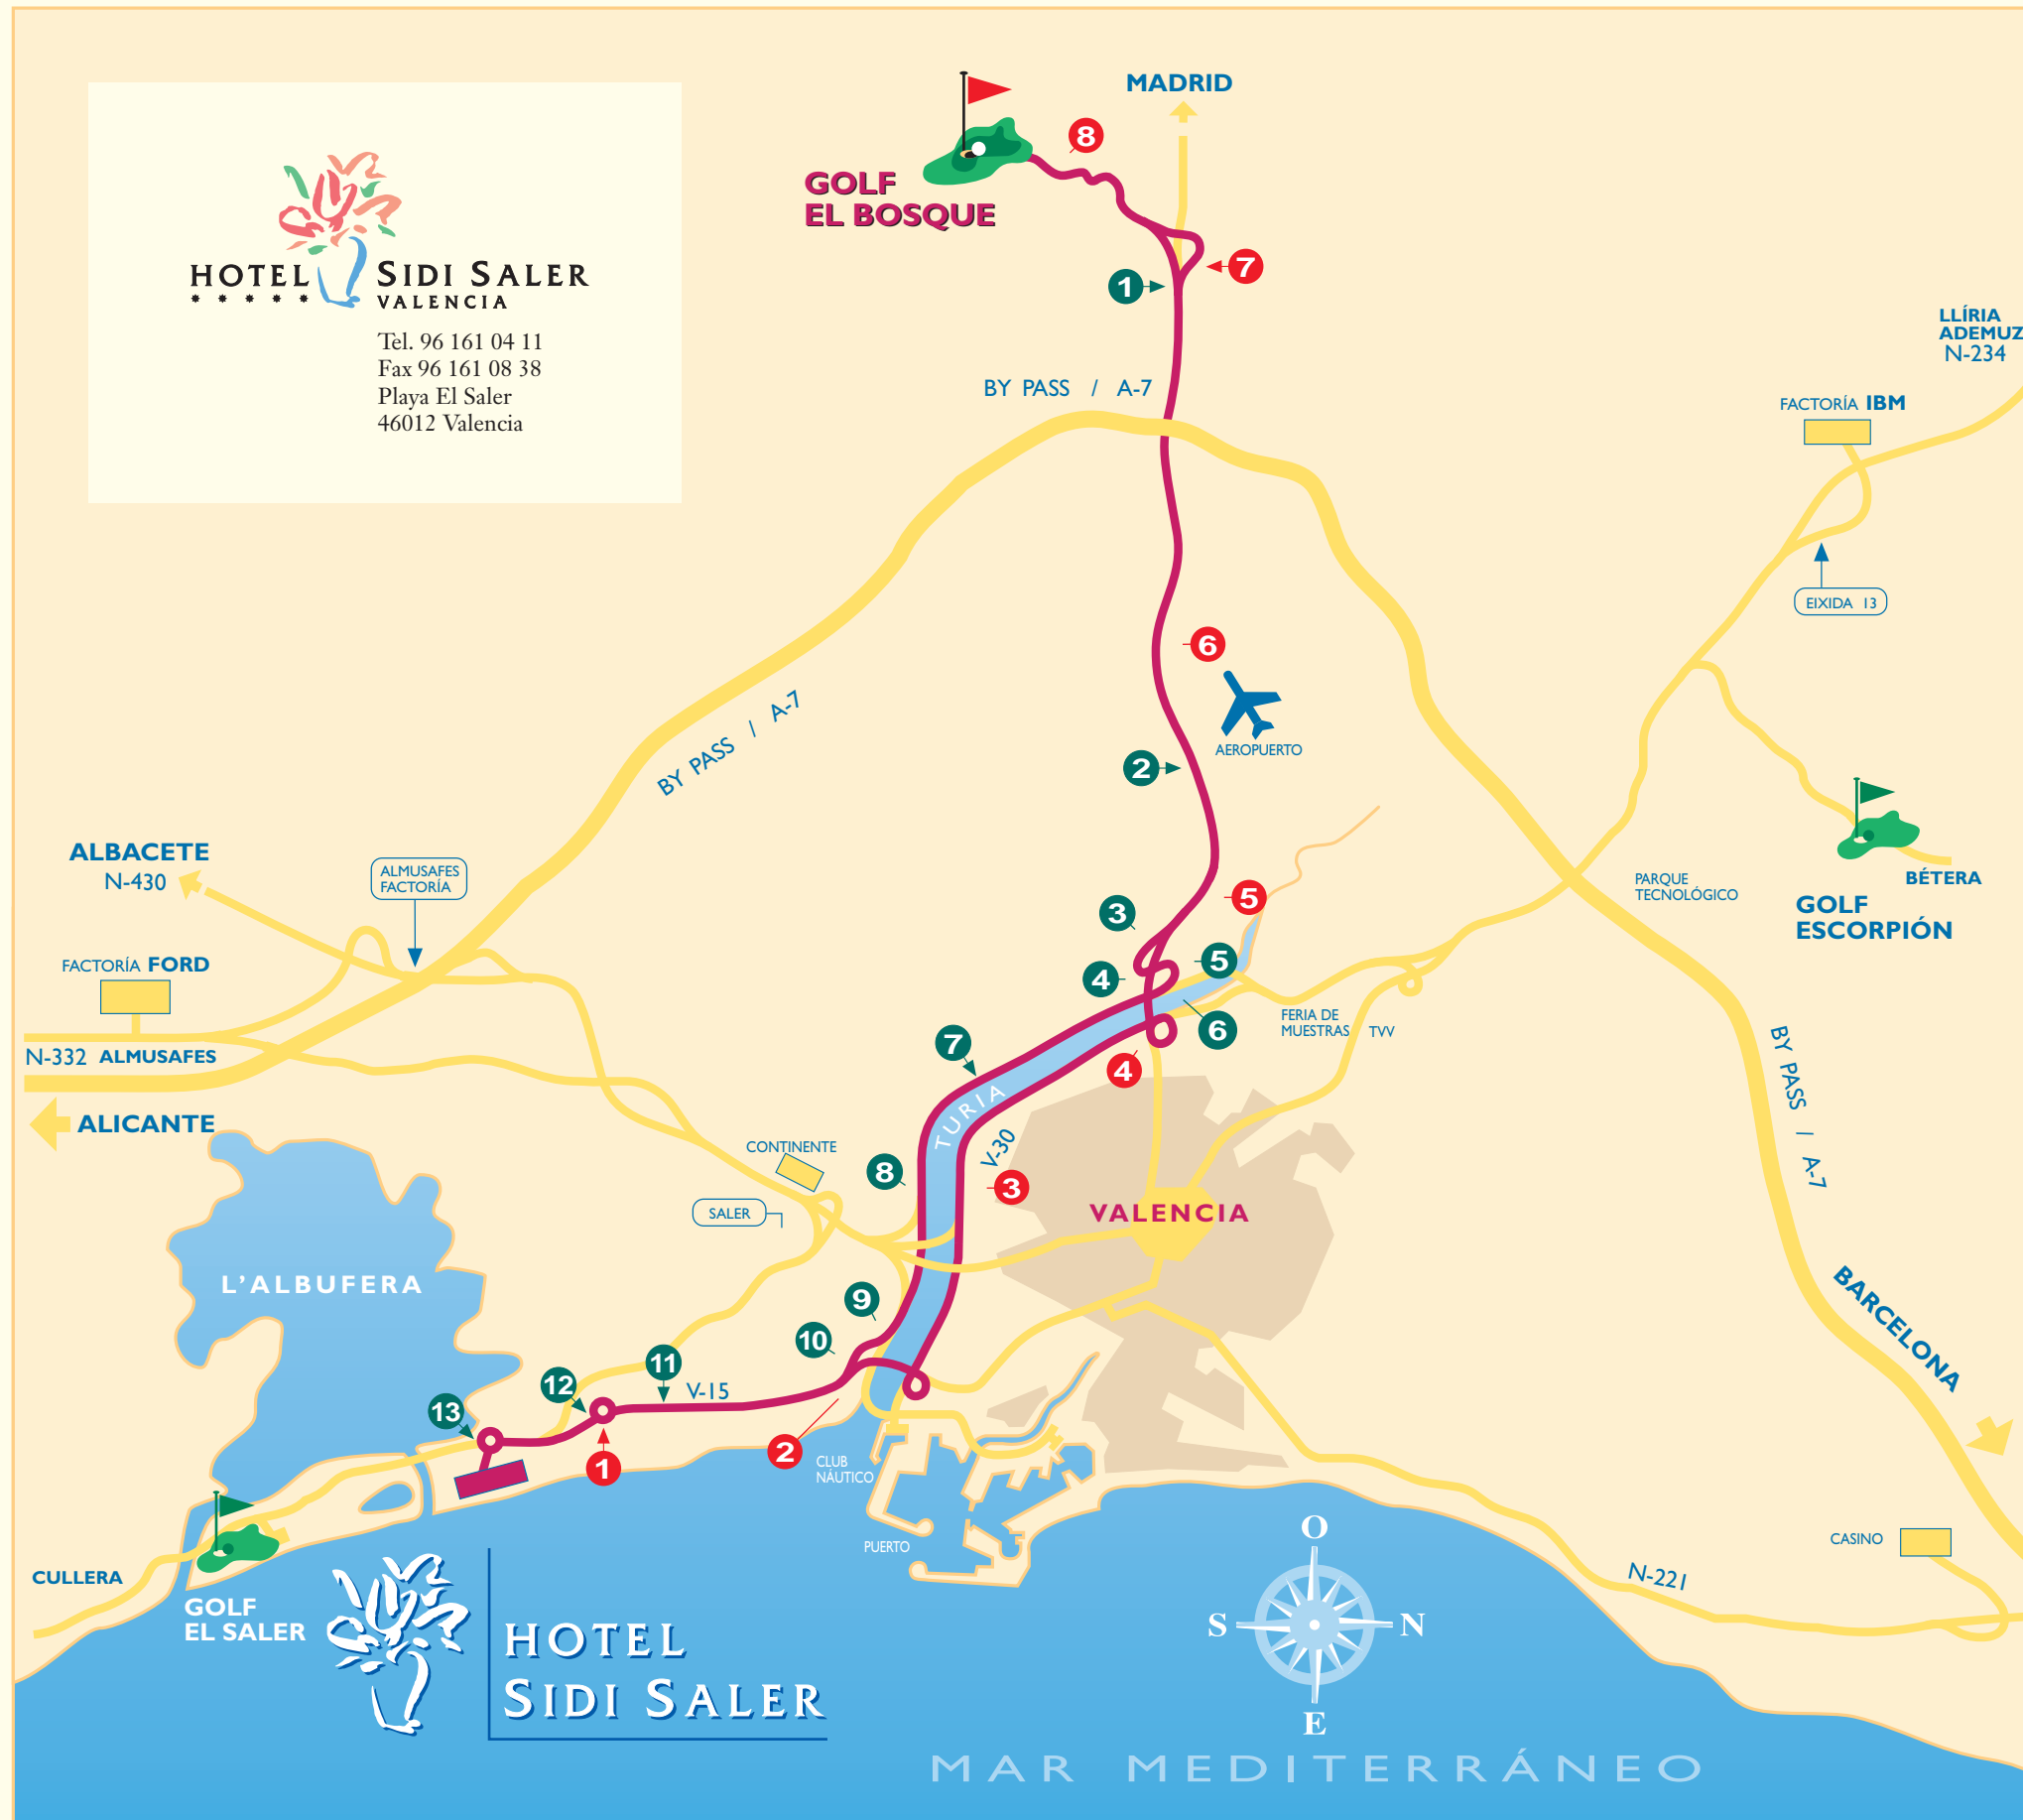 MADRID
8
GOLF
EL BOSQUE
7
1
HOTEL SIDI SALER
VALENCIA
Tel. 96 161 04 11
Fax 96 161 08 38
Playa El Saler
46012 Valencia
BY PASS / A-7
LLÍRIA
ADEMUZ
N-234
FACTORÍA IBM
EIXIDA 13
6
AEROPUERTO
2
BY PASS / A-7
ALBACETE
N-430
ALMUSAFES
FACTORÍA
PARQUE
TECNOLÓGICO
BÉTERA
GOLF
ESCORPIÓN
5
3
5
4
FACTORÍA FORD
6
FERIA DE
MUESTRAS
TVV
N-332 ALMUSAFES
7
4
BY PASS / A-7
ALICANTE
TURIA
V-30
CONTINENTE
8
3
SALER
VALENCIA
L'ALBUFERA
9
10
BARCELONA
11
V-15
12
13
1
2
CLUB
NÁUTICO
PUERTO
CASINO
N-221
CULLERA
GOLF
EL SALER
HOTEL
SIDI SALER
O
S
N
E
MAR MEDITERRÁNEO